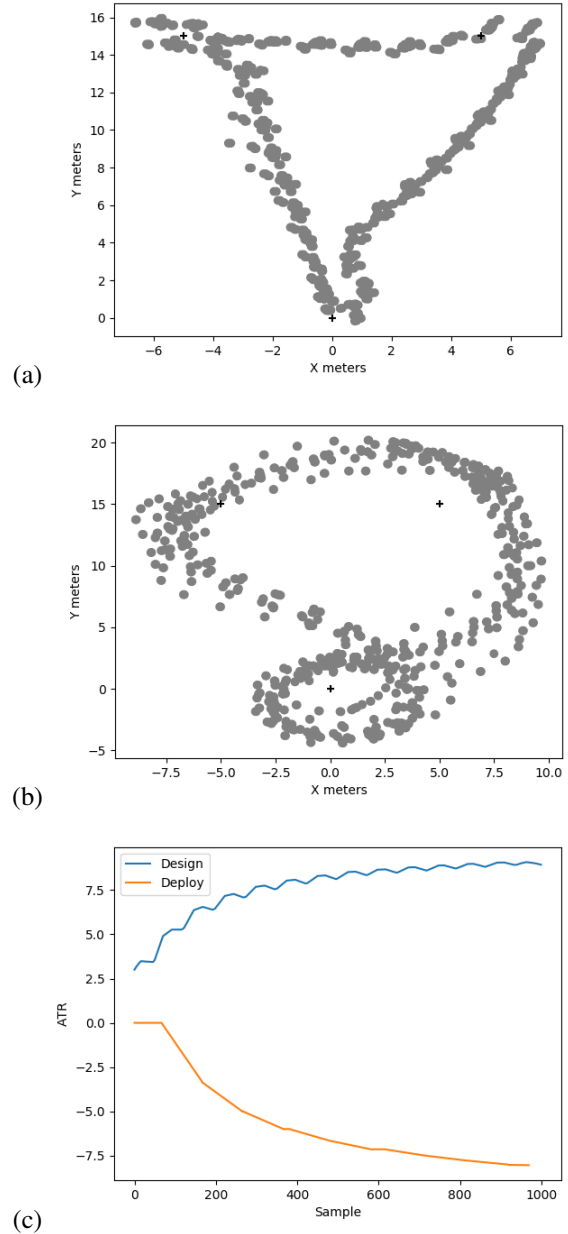 16
14
12
10
8
6
4
2
0
Y meters
−6 −4 −2 0 2 4 6
X meters
(a)
20
15
10
5
0
−5
Y meters
−7.5 −5.0 −2.5 0.0 2.5 5.0 7.5 10.0
X meters
(b)
Design
Deploy
7.5
5.0
2.5
0.0
−2.5
−5.0
−7.5
ATR
0 200 400 600 800 1000
Sample
(c)